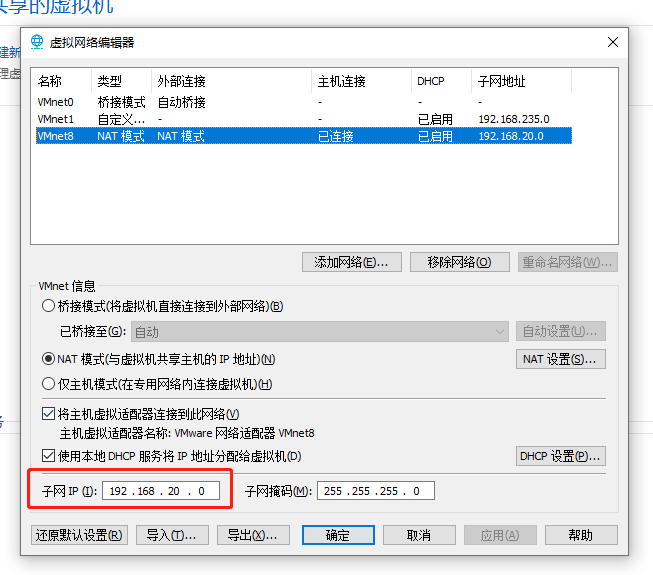 共享的虚拟机
虚拟网络编辑器
建新
理虚
名称 类型 外部连接 主机连接 DHCP 子网地址
VMnet0 桥接模式 自动桥接 - - -
VMnet1 自定义... - - 已启用 192.168.235.0
VMnet8 NAT 模式 NAT 模式 已连接 已启用 192.168.20.0
添加网络(E)... 移除网络(O) 重命名网络(W)...
VMnet 信息
桥接模式(将虚拟机直接连接到外部网络)(B)
已桥接至(G): 自动 自动设置(U)...
NAT 模式(与虚拟机共享主机的 IP 地址)(N) NAT 设置(S)...
仅主机模式(在专用网络内连接虚拟机)(H)
将主机虚拟适配器连接到此网络(V)
主机虚拟适配器名称: VMware 网络适配器 VMnet8
使用本地 DHCP 服务将 IP 地址分配给虚拟机(D) DHCP 设置(P)...
子网 IP (I): 192 .168 . 20 . 0 子网掩码(M): 255 .255 .255 . 0
还原默认设置(R) 导入(T)... 导出(X)... 确定 取消 应用(A) 帮助